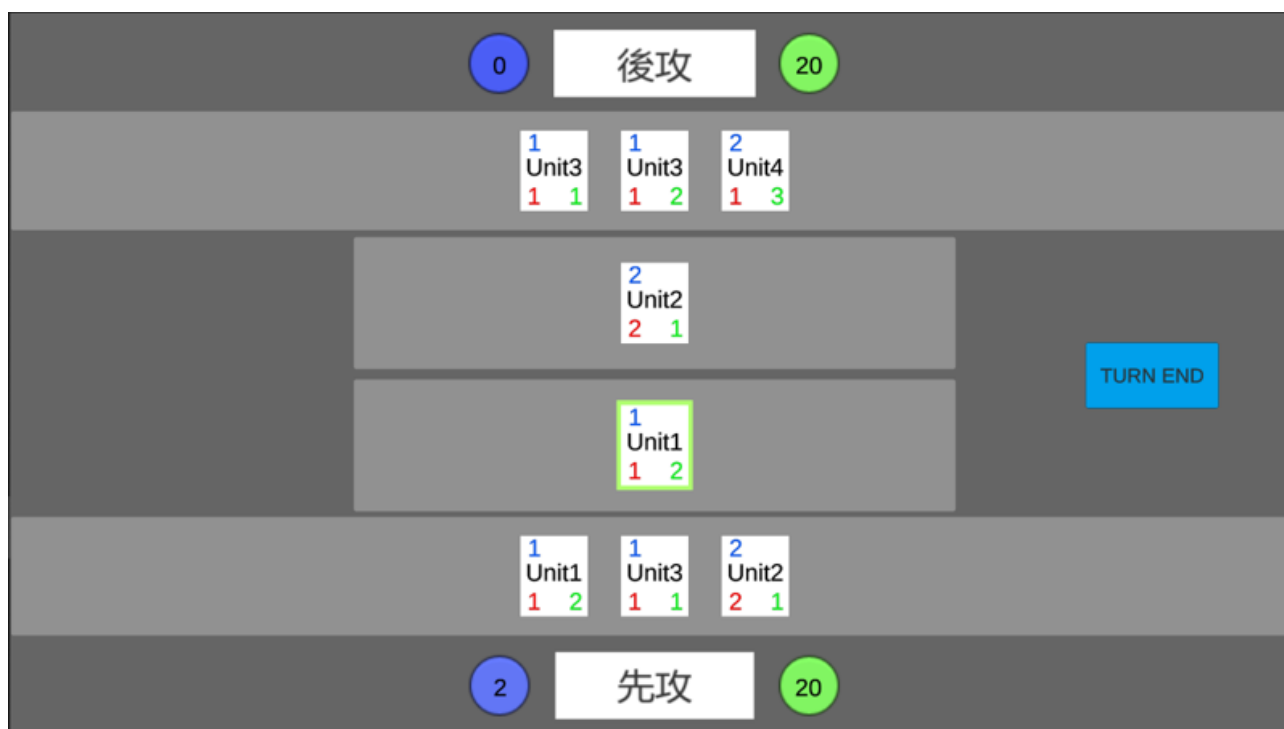 0 後攻 20
1 1 2
Unit3 Unit3 Unit4
1 1 1 2 1 3
2
Unit2
2 1
TURN END
1
Unit1
1 2
1 1 2
Unit1 Unit3 Unit2
1 2 1 1 2 1
2 先攻 20